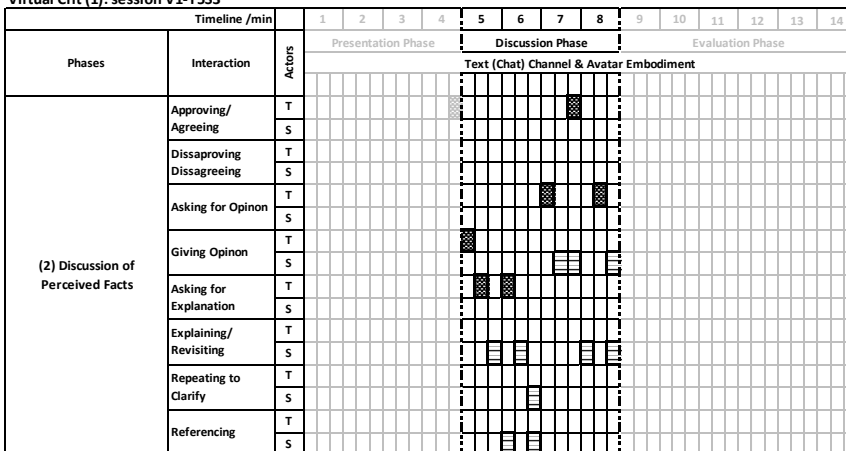 Virtual Crit (1): session V1-T5S3
Timeline /min 1 2 3 4 5 6 7 8 9 10 11 12 13 14
Phases Interaction Actors Presentation Phase Discussion Phase Evaluation Phase
Text (Chat) Channel & Avatar Embodiment
(2) Discussion of
Perceived Facts
Approving/
Agreeing
T
S
Dissaproving
Dissagreeing
T
S
Asking for Opinon
T
S
Giving Opinon
T
S
Asking for
Explanation
T
S
Explaining/
Revisiting
T
S
Repeating to
Clarify
T
S
Referencing
T
S